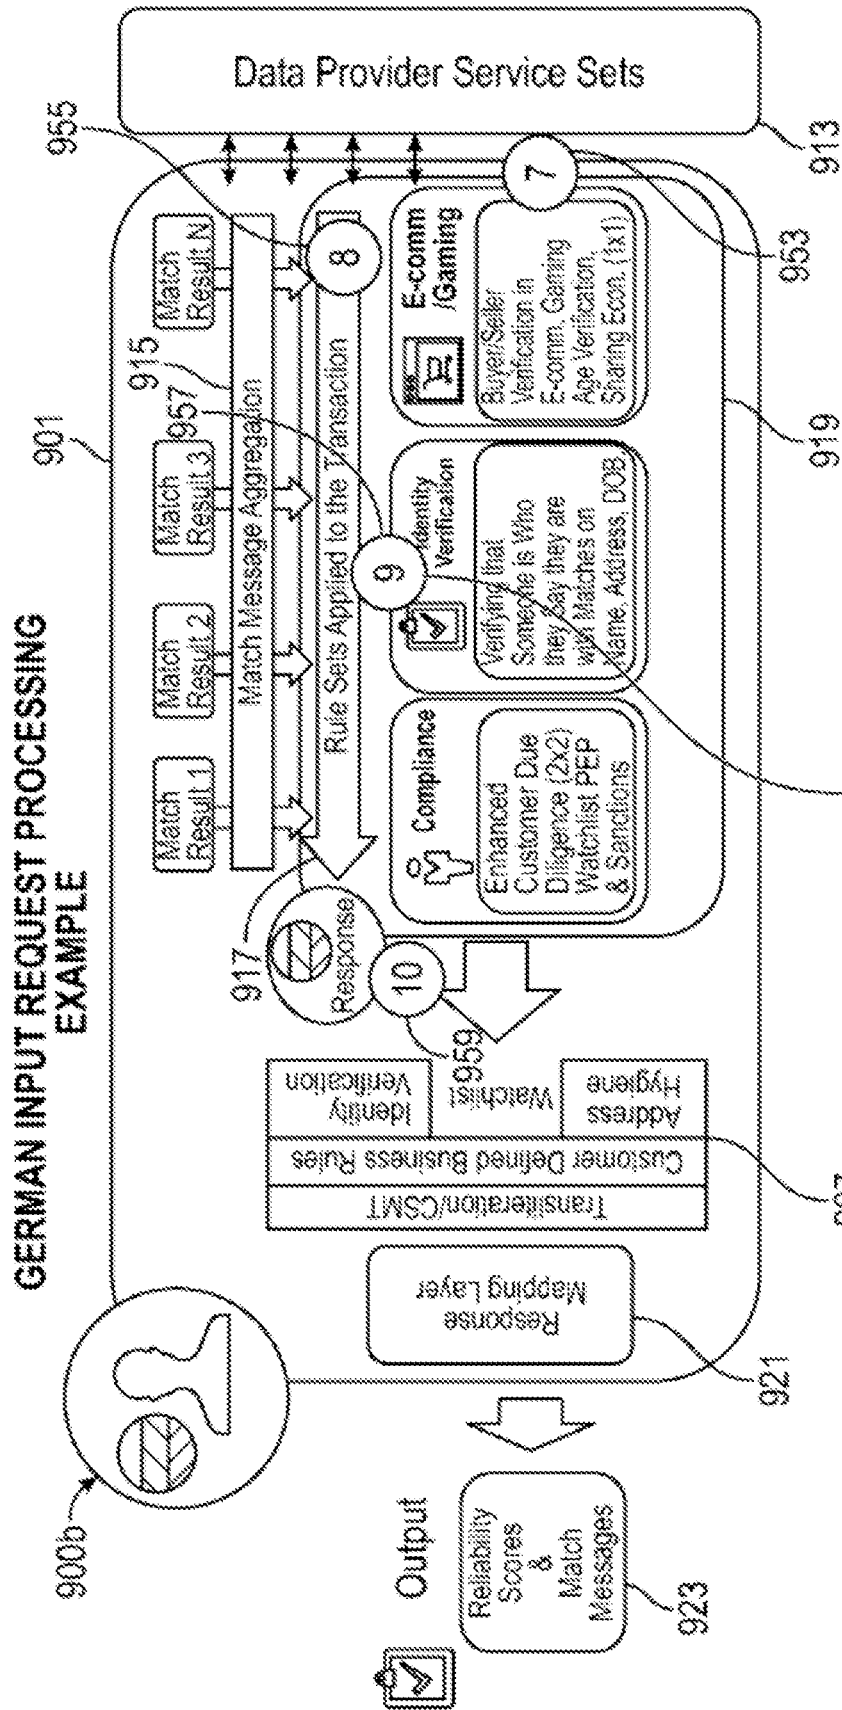 GERMAN INPUT REQUEST PROCESSING
EXAMPLE
900b
901
955
Match
Result 1
Match
Result 2
Match
Result 3
Match
Result N
915
Match Message Aggregation
957
917
Rule Sets Applied to the Transaction
8
9
Response
10
959
Compliance
Enhanced
Customer Due
Diligence (2x2)
Watchlist PEP
& Sanctions
Identity
Verification
Verifying that
Someone is Who
they Say they are
with Matches on
Name, Address, DOB
E-comm
/Gaming
Buyer/Seller
Verification in
E-comm, Gaming
Age Verification,
Sharing Econ. (1x1)
7
953
919
Data Provider Service Sets
913
Identity
Verification
Watchlist
Address
Hygiene
Customer Defined Business Rules
Transliteration/CSMT
Response
Mapping Layer
921
Output
Reliability
Scores
&
Match
Messages
923